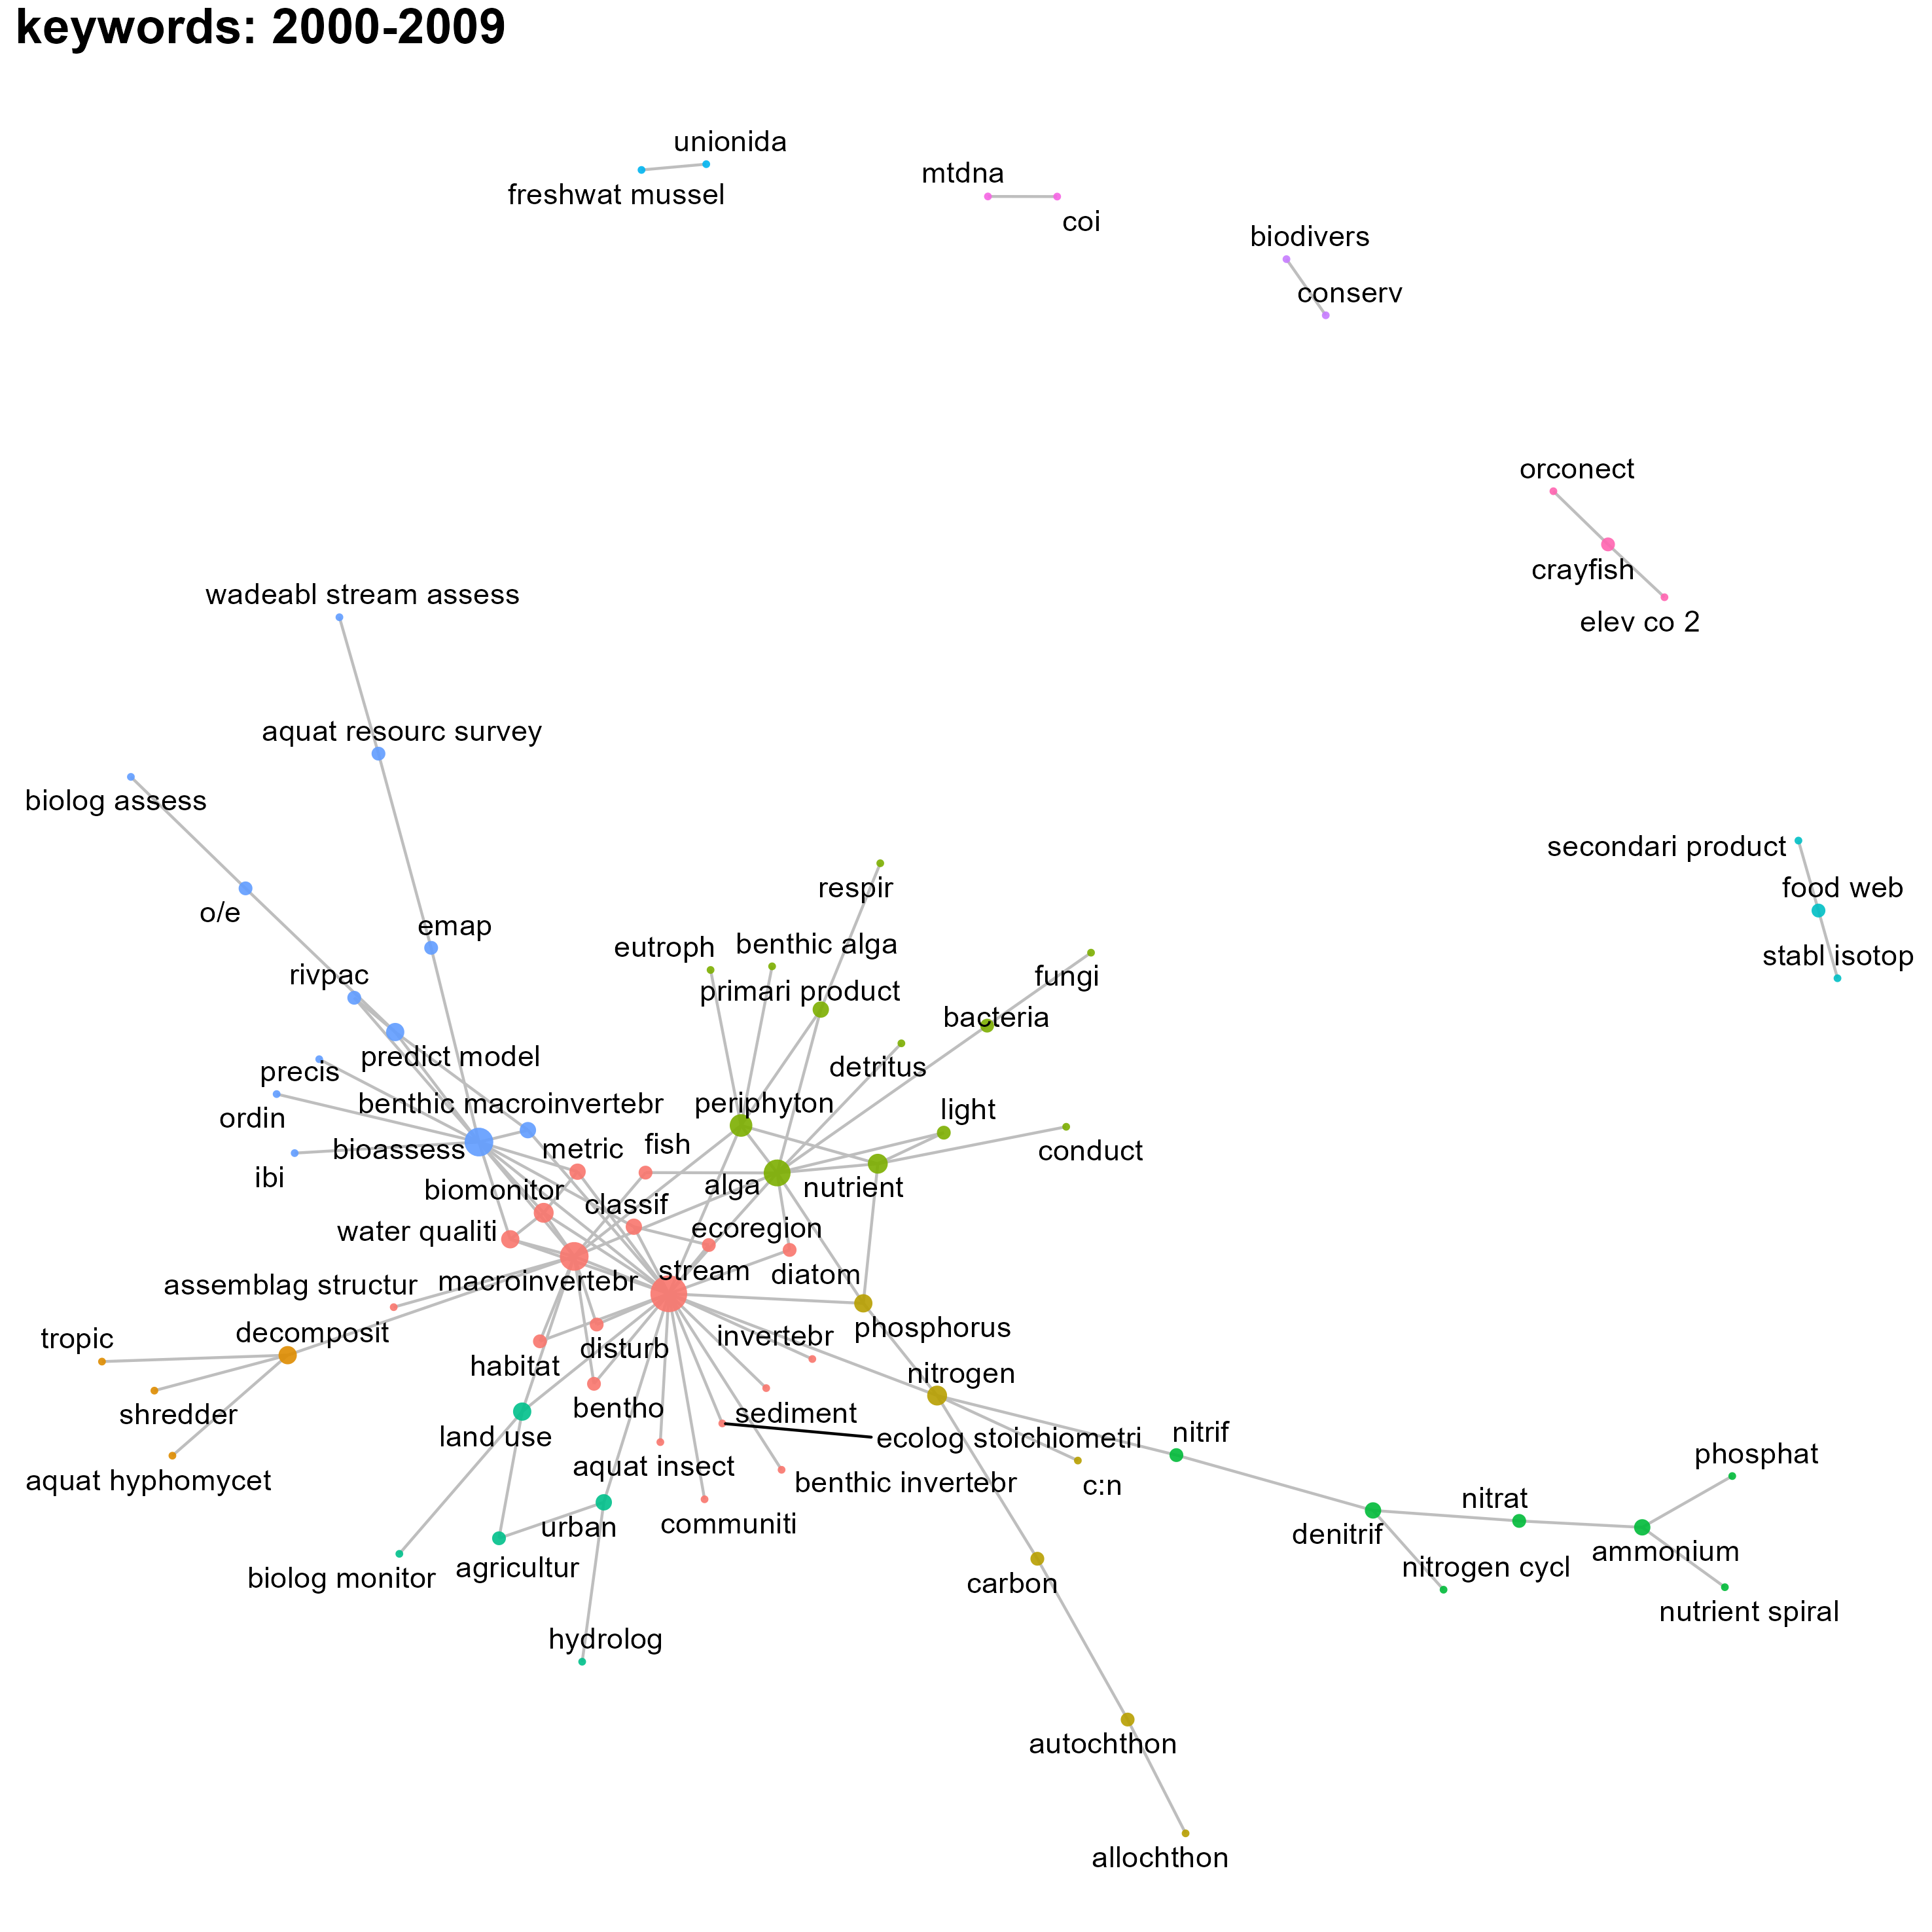 keywords: 2000-2009
unionida
freshwat mussel
mtdna
coi
biodivers
conserv
orconect
crayfish
elev co 2
wadeabl stream assess
aquat resourc survey
biolog assess
secondari product
food web
stabl isotop
respir
o/e
emap
eutroph
benthic alga
rivpac
primari product
fungi
bacteria
predict model
precis
detritus
ordin
benthic macroinvertebr
periphyton
light
bioassess
metric
fish
conduct
ibi
biomonitor
alga
nutrient
classif
water qualiti
ecoregion
assemblag structur
macroinvertebr
stream
diatom
tropic
decomposit
invertebr
phosphorus
habitat
disturb
nitrogen
shredder
bentho
sediment
land use
ecolog stoichiometri
nitrif
aquat hyphomycet
aquat insect
benthic invertebr
c:n
phosphat
nitrat
urban
communiti
denitrif
ammonium
biolog monitor
agricultur
carbon
nitrogen cycl
nutrient spiral
hydrolog
autochthon
allochthon